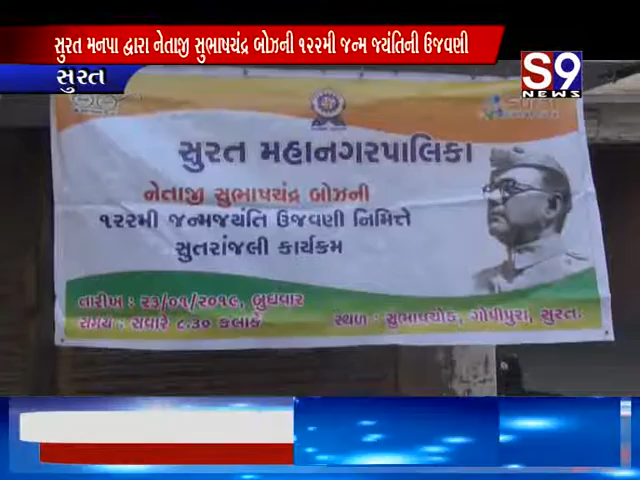 સુરત મનપા દ્વારા નેતાજી સુભાષચંદ્ર બોઝની ૧૨૨મી જન્મ જ્યંતિની ઉજવણી
સુરત
S9
NEWS
સુરત મહાનગરપાલિકા
નેતાજી સુભાષચંદ્ર બોઝની
૧૨૨મી જન્મજયંતિ ઉજવણી નિમિત્તે
સુતરાંજલી કાર્યક્રમ
તારીખ : ૨૩/૦૧/૨૦૧૯, બુધવાર
સમય : સવારે ૮:૩૦ કલાકે
સ્થળ : સુભાષચોક, ગોપીપુરા, સુરત.